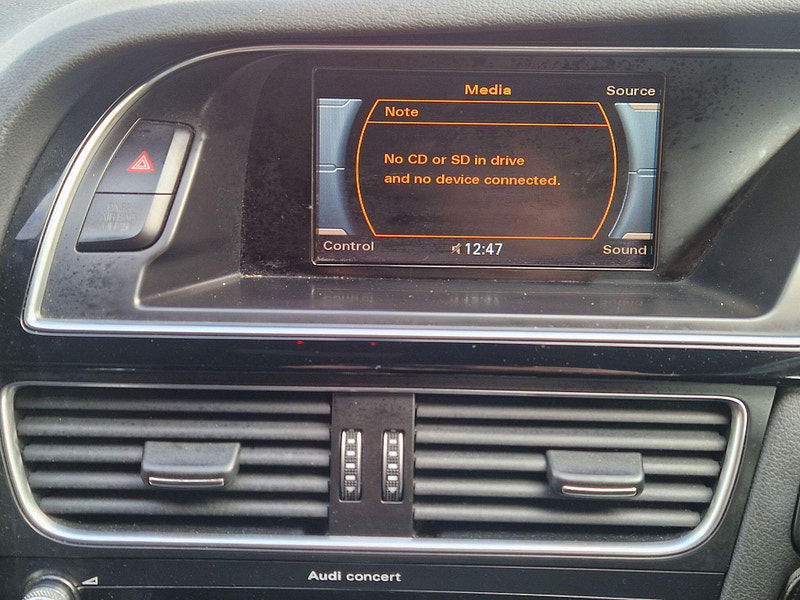 Media
Source
Note
No CD or SD in drive
and no device connected.
Control
12:47
Sound
Audi concert